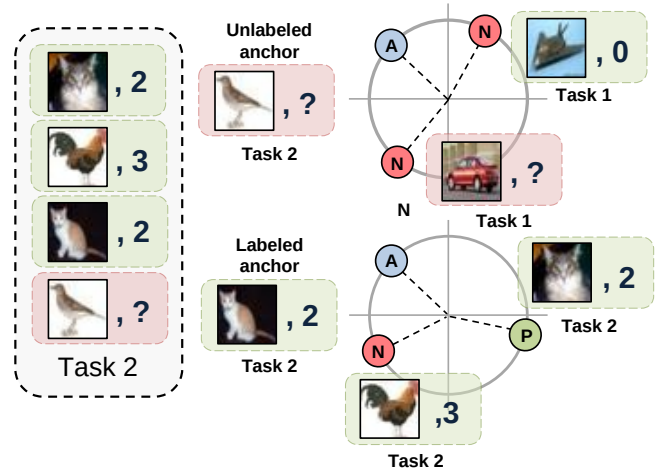 , 2
, 3
, 2
, ?
Task 2
Unlabeled
anchor
, ?
Task 2
A
N
N
, 0
Task 1
, ?
Task 1
N
Labeled
anchor
, 2
Task 2
A
N
P
, 2
Task 2
,3
Task 2